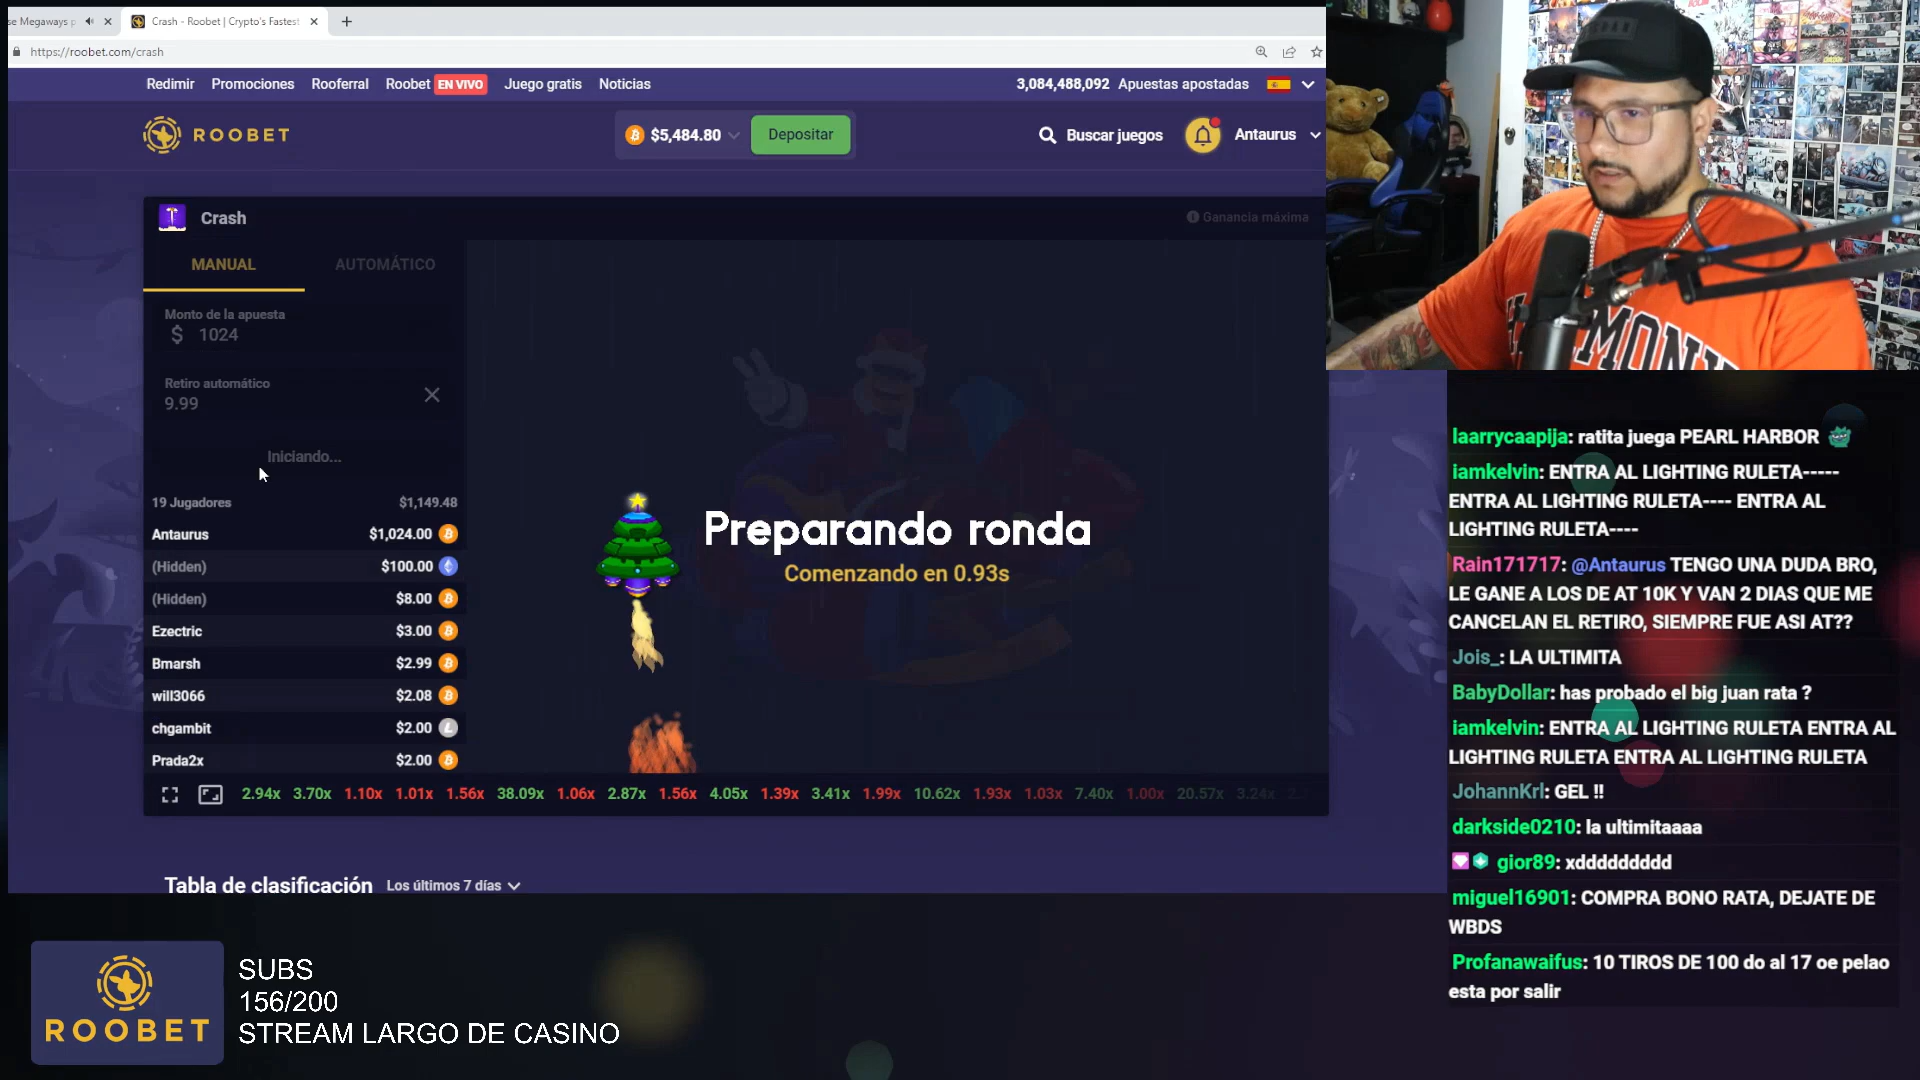 se Megaways p
Crash - Roobet | Crypto's Fastest
https://roobet.com/crash
Redimir Promociones Rooferral Roobet EN VIVO Juego gratis Noticias
3,084,488,092 Apuestas apostadas
ROOBET
$5,484.80
Depositar
Buscar juegos
Antaurus
Crash
Ganancia máxima
MANUAL AUTOMÁTICO
Monto de la apuesta
$ 1024
Retiro automático
9.99
Iniciando...
19 Jugadores $1,149.48
Antaurus $1,024.00
(Hidden) $100.00
(Hidden) $8.00
Ezectric $3.00
Bmarsh $2.99
will3066 $2.08
chgambit $2.00
Prada2x $2.00
Preparando ronda
Comenzando en 0.93s
2.94x 3.70x 1.10x 1.01x 1.56x 38.09x 1.06x 2.87x 1.56x 4.05x 1.39x 3.41x 1.99x 10.62x 1.93x 1.03x 7.40x 1.00x 20.57x 3.24x
Tabla de clasificación Los últimos 7 días
ROOBET
SUBS
156/200
STREAM LARGO DE CASINO
laarrycaapija: ratita juega PEARL HARBOR
iamkelvin: ENTRA AL LIGHTING RULETA-----
ENTRA AL LIGHTING RULETA---- ENTRA AL
LIGHTING RULETA----
Rain171717: @Antaurus TENGO UNA DUDA BRO,
LE GANE A LOS DE AT 10K Y VAN 2 DIAS QUE ME
CANCELAN EL RETIRO, SIEMPRE FUE ASI AT??
Jois_: LA ULTIMITA
BabyDollar: has probado el big juan rata ?
iamkelvin: ENTRA AL LIGHTING RULETA ENTRA AL
LIGHTING RULETA ENTRA AL LIGHTING RULETA
JohannKrl: GEL !!
darkside0210: la ultimitaaaa
gior89: xddddddddd
miguel16901: COMPRA BONO RATA, DEJATE DE
WBDS
Profanawaifus: 10 TIROS DE 100 do al 17 oe pelao
esta por salir